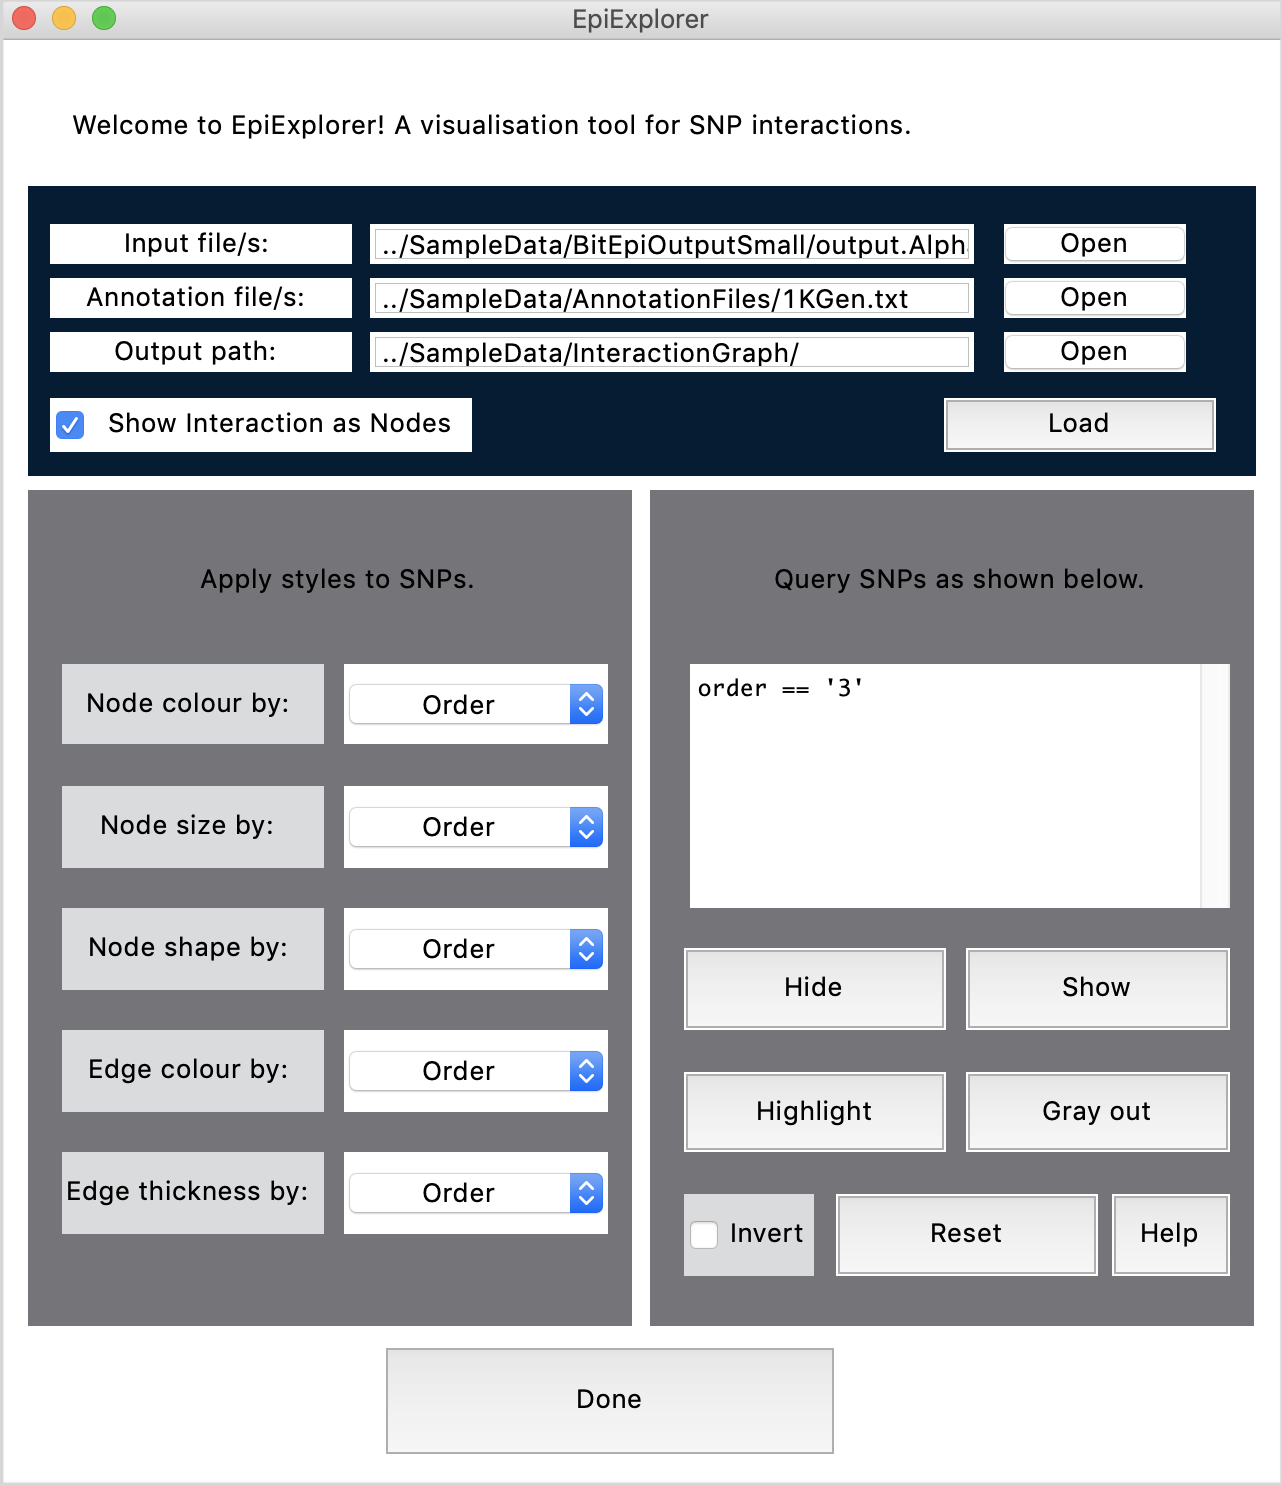 EpiExplorer
Welcome to EpiExplorer! A visualisation tool for SNP interactions.
Input file/s: ../SampleData/BitEpiOutputSmall/output.Alph Open
Annotation file/s: ../SampleData/AnnotationFiles/1KGen.txt Open
Output path: ../SampleData/InteractionGraph/ Open
Show Interaction as Nodes Load
Apply styles to SNPs.
Node colour by: Order
Node size by: Order
Node shape by: Order
Edge colour by: Order
Edge thickness by: Order
Query SNPs as shown below.
order == '3'
Hide Show
Highlight Gray out
Invert Reset Help
Done